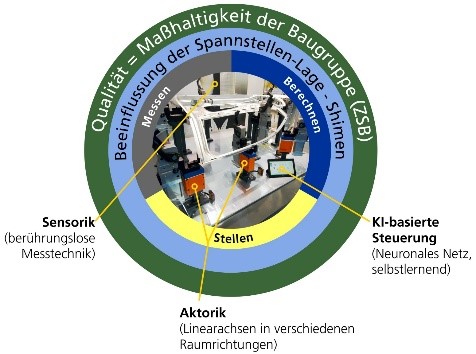 Qualität = Maßhaltigkeit der Baugruppe (ZSB)
Beeinflussung der Spannstellen-Lage - Shimen
Messen
Berechnen
Stellen
Sensorik
(berührungslose
Messtechnik)
KI-basierte
Steuerung
(Neuronales Netz,
selbstlernend)
Aktorik
(Linearachsen in verschiedenen
Raumrichtungen)